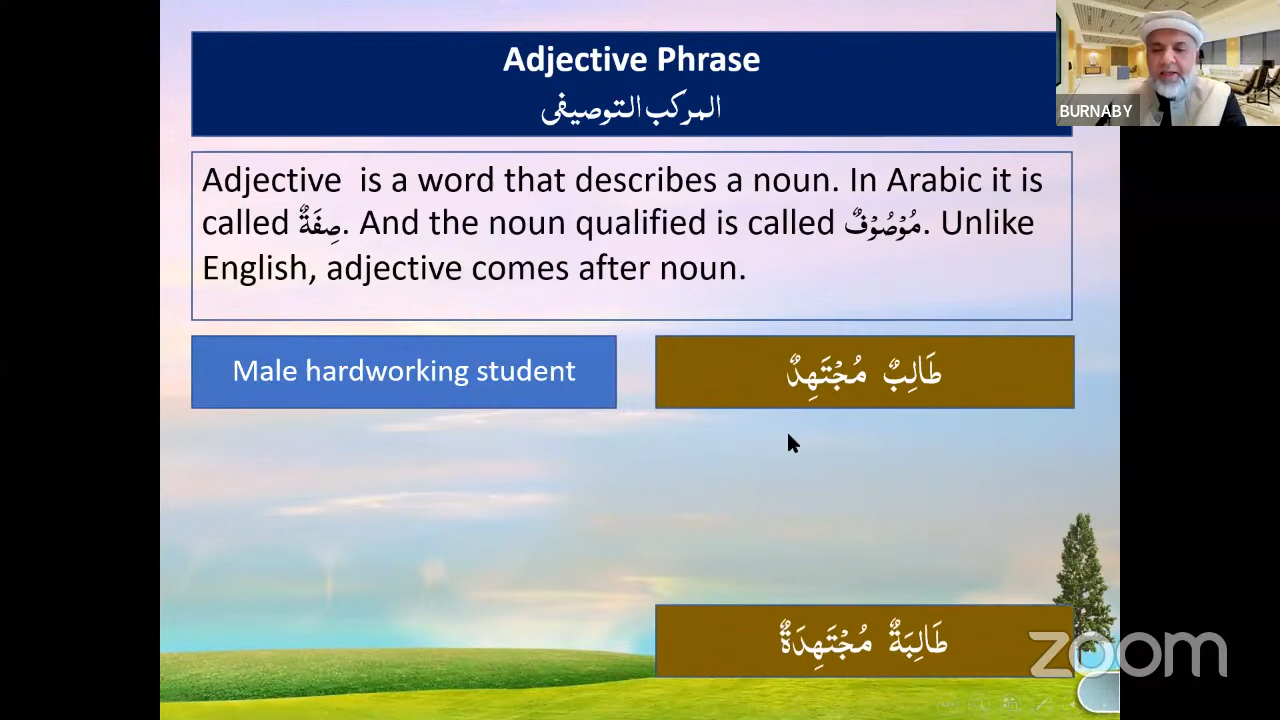 Adjective Phrase
المركب التوصيفى
Adjective is a word that describes a noun. In Arabic it is
called صِفَةٌ. And the noun qualified is called مُوْصُوْفٌ. Unlike
English, adjective comes after noun.
Male hardworking student
طَالِبٌ مُجْتَهِدٌ
طَالِبَةٌ مُجْتَهِدَةٌ
BURNABY
zoom